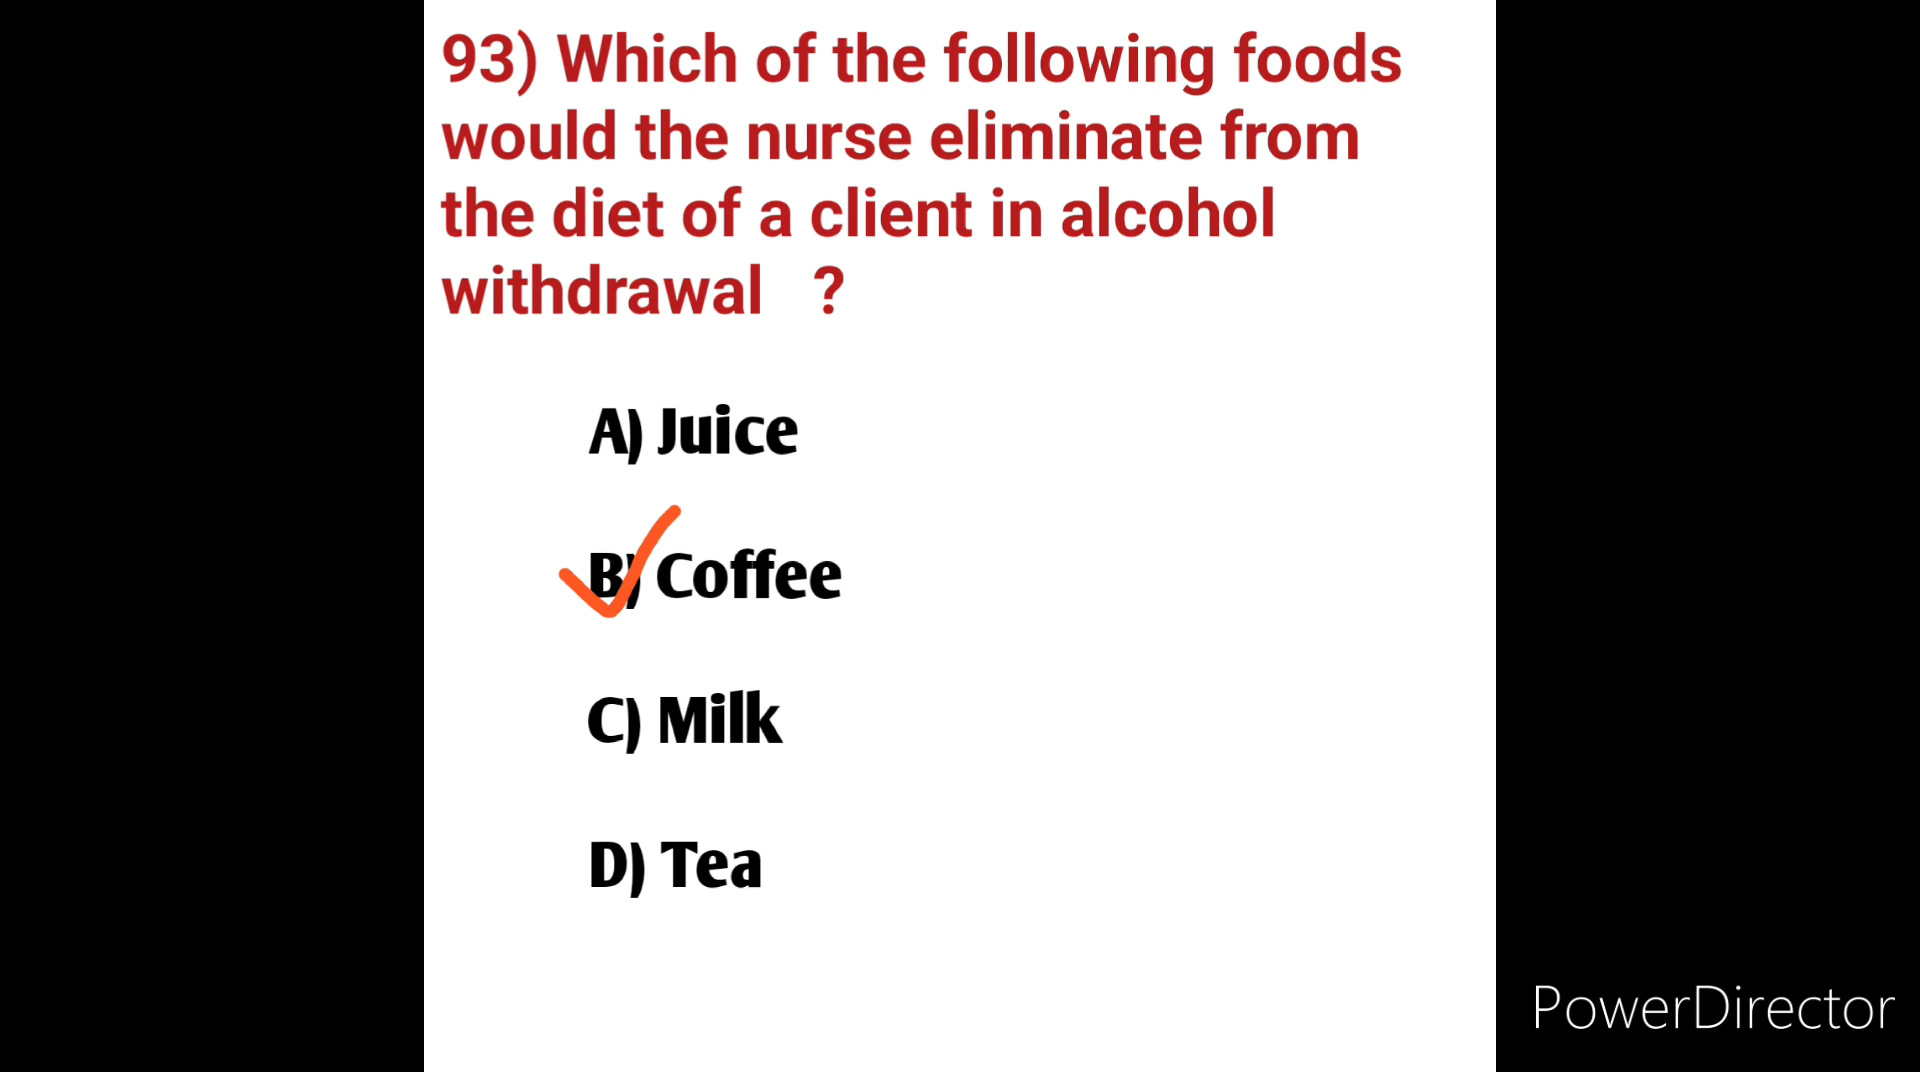 93) Which of the following foods
would the nurse eliminate from
the diet of a client in alcohol
withdrawal ?
A) Juice
B) Coffee
C) Milk
D) Tea
PowerDirector